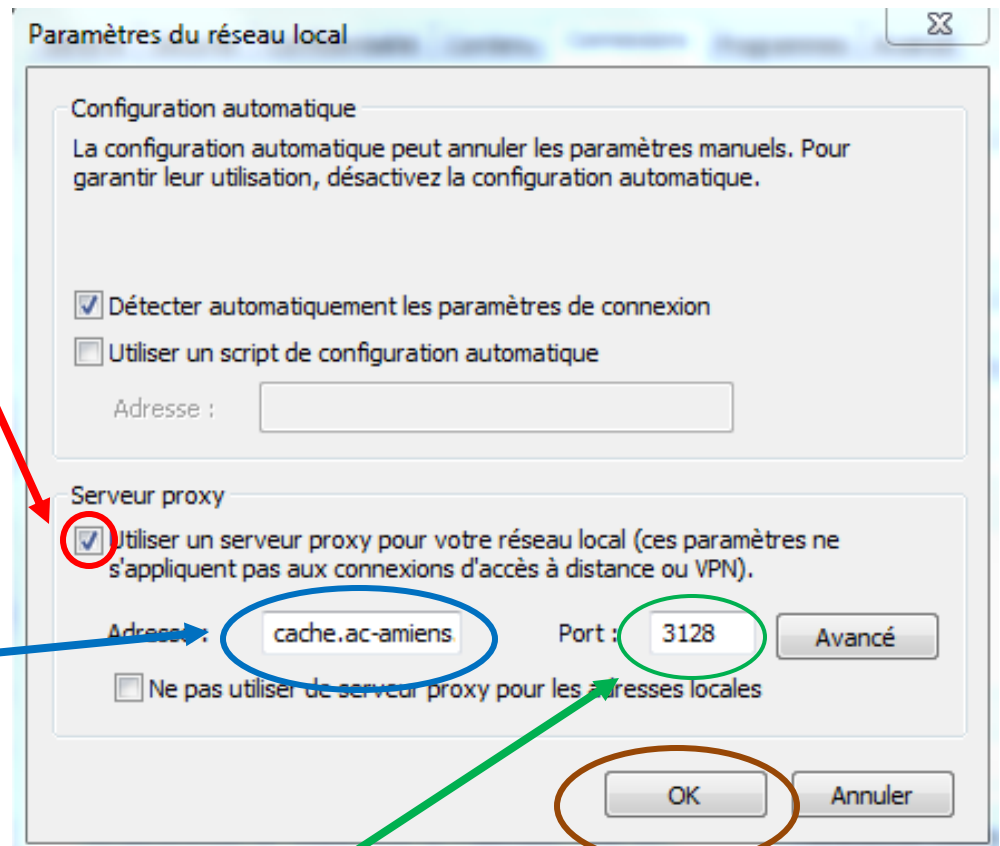 Paramètres du réseau local
Configuration automatique
La configuration automatique peut annuler les paramètres manuels. Pour
garantir leur utilisation, désactivez la configuration automatique.
Détecter automatiquement les paramètres de connexion
Utiliser un script de configuration automatique
Adresse :
Serveur proxy
Utiliser un serveur proxy pour votre réseau local (ces paramètres ne
s'appliquent pas aux connexions d'accès à distance ou VPN).
Adresse : cache.ac-amiens Port : 3128 Avancé
Ne pas utiliser de serveur proxy pour les adresses locales
OK Annuler